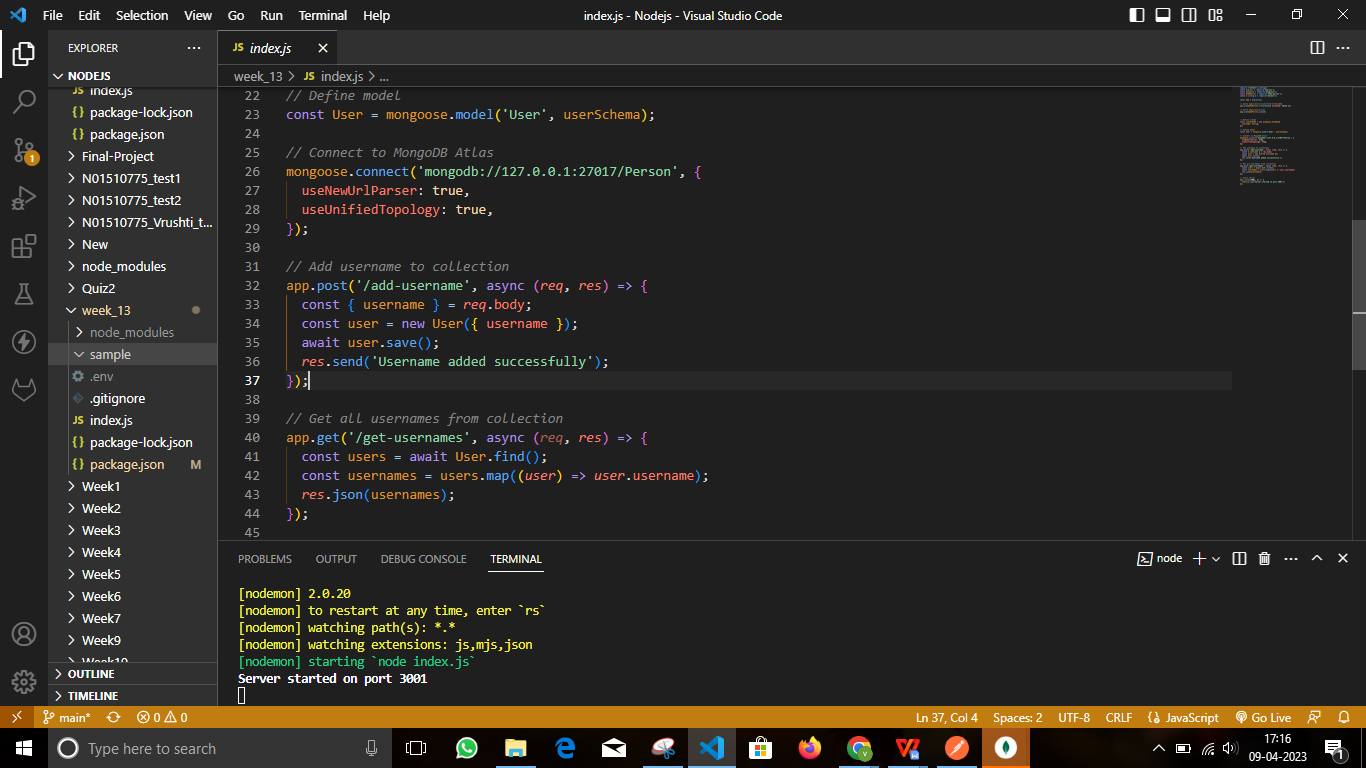 File Edit Selection View Go Run Terminal Help index.js - Nodejs - Visual Studio Code
EXPLORER ···
NODEJS
index.js
package-lock.json
package.json
Final-Project
N01510775_test1
N01510775_test2
N01510775_Vrushti_t...
New
node_modules
Quiz2
week_13
node_modules
sample
.env
.gitignore
JS index.js
{} package-lock.json
{} package.json M
Week1
Week2
Week3
Week4
Week5
Week6
Week7
Week9
Week10
OUTLINE
TIMELINE
JS index.js
week_13 > JS index.js > ...
22 // Define model
23 const User = mongoose.model('User', userSchema);
24
25 // Connect to MongoDB Atlas
26 mongoose.connect('mongodb://127.0.0.1:27017/Person', {
27 useNewUrlParser: true,
28 useUnifiedTopology: true,
29 });
30
31 // Add username to collection
32 app.post('/add-username', async (req, res) => {
33 const { username } = req.body;
34 const user = new User({ username });
35 await user.save();
36 res.send('Username added successfully');
37 });
38
39 // Get all usernames from collection
40 app.get('/get-usernames', async (req, res) => {
41 const users = await User.find();
42 const usernames = users.map((user) => user.username);
43 res.json(usernames);
44 });
45
PROBLEMS OUTPUT DEBUG CONSOLE TERMINAL node
[nodemon] 2.0.20
[nodemon] to restart at any time, enter `rs`
[nodemon] watching path(s): *.*
[nodemon] watching extensions: js,mjs,json
[nodemon] starting `node index.js`
Server started on port 3001
main* 0 0 Ln 37, Col 4 Spaces: 2 UTF-8 CRLF {} JavaScript Go Live
Type here to search
17:16
09-04-2023
1